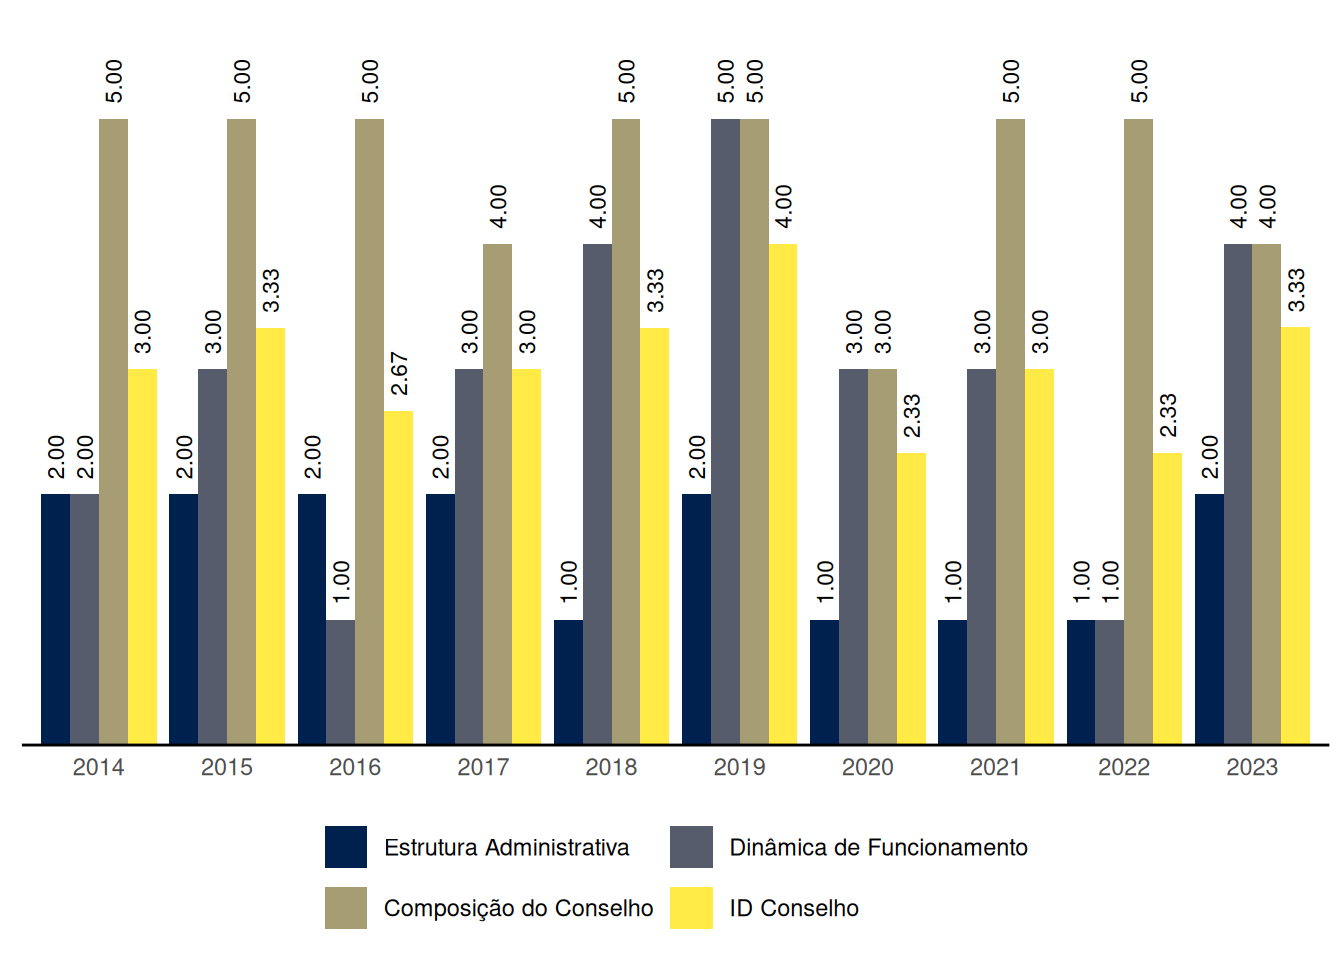 2.00 2.00 5.00 3.00
2.00 3.00 5.00 3.33
2.00 1.00 5.00 2.67
2.00 3.00 4.00 3.00
1.00 4.00 5.00 3.33
2.00 5.00 5.00 4.00
1.00 3.00 3.00 2.33
1.00 3.00 5.00 3.00
1.00 1.00 5.00 2.33
2.00 4.00 4.00 3.33
2014 2015 2016 2017 2018 2019 2020 2021 2022 2023
Estrutura Administrativa Dinâmica de Funcionamento
Composição do Conselho ID Conselho